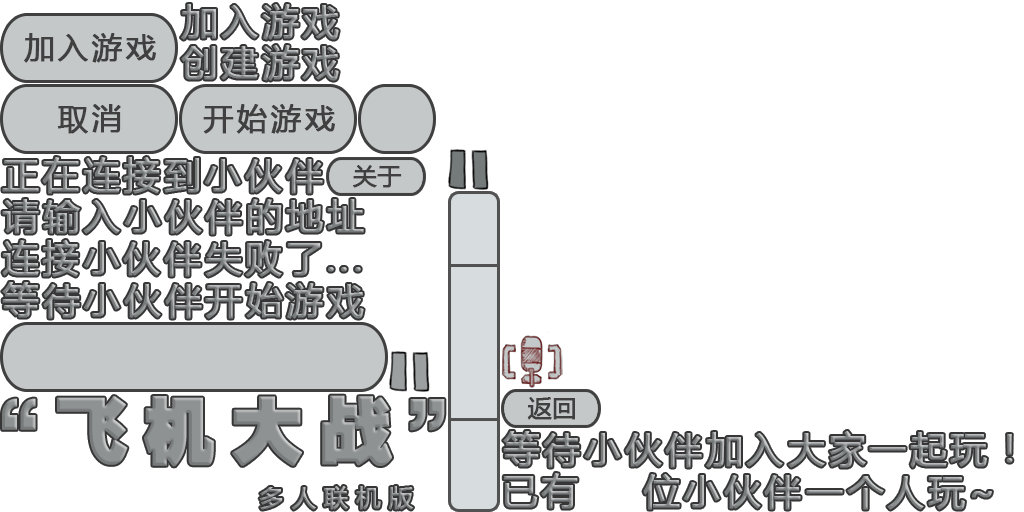 加入游戏
加入游戏
创建游戏
取消
开始游戏
正在连接到小伙伴
关于
请输入小伙伴的地址
连接小伙伴失败了...
等待小伙伴开始游戏
“飞机大战”
多人联机版
返回
等待小伙伴加入大家一起玩！
已有 位小伙伴一个人玩~